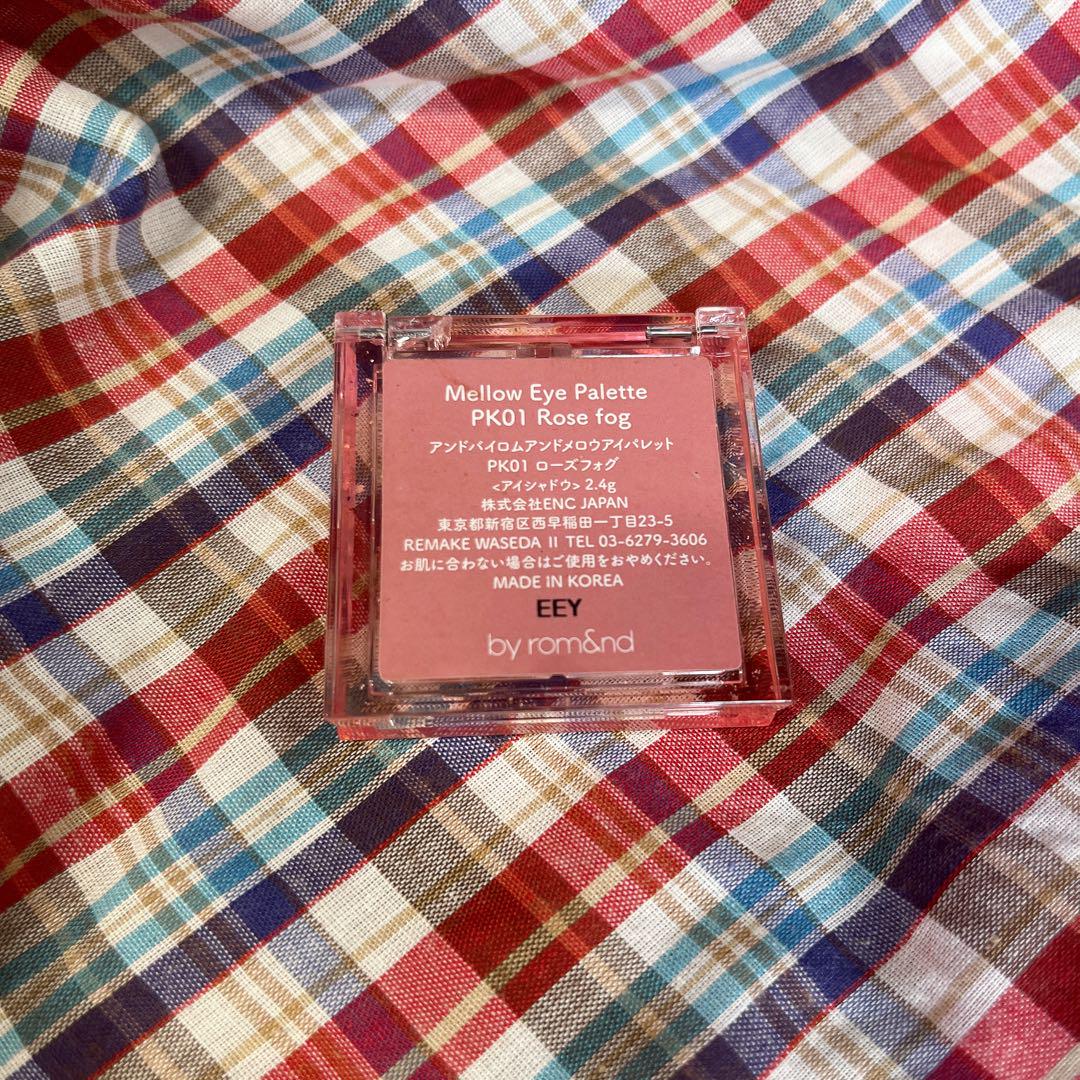 Mellow Eye Palette
PK01 Rose fog
アンドバイロムアンドメロウアイパレット
PK01 ローズフォグ
<アイシャドウ> 2.4g
株式会社ENC JAPAN
東京都新宿区西早稲田一丁目23-5
REMAKE WASEDA II TEL 03-6279-3606
お肌に合わない場合はご使用をおやめください。
MADE IN KOREA
EEY
by rom&nd